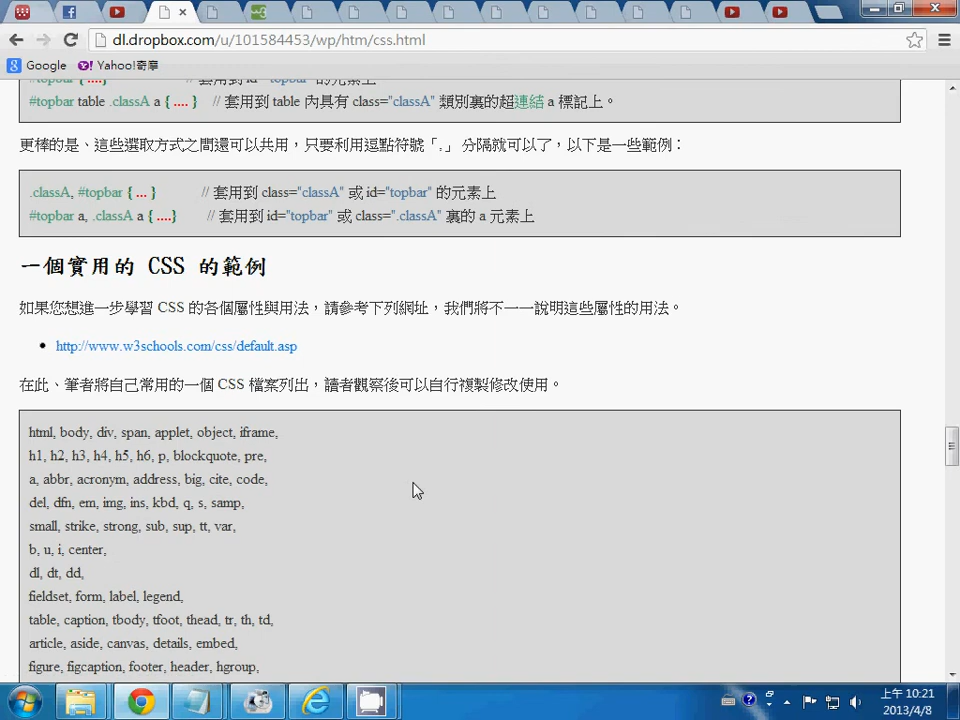 dl.dropbox.com/u/101584453/wp/htm/css.html
Google Yahoo!奇摩
#topbar { ....} // 套用到 id="topbar" 的元素上
#topbar table .classA a { .... } // 套用到 table 內具有 class="classA" 類別裏的超連結 a 標記上。
更棒的是、這些選取方式之間還可以共用，只要利用逗點符號「,」 分隔就可以了，以下是一些範例：
.classA, #topbar { ... } // 套用到 class="classA" 或 id="topbar" 的元素上
#topbar a, .classA a { ....} // 套用到 id="topbar" 或 class=".classA" 裏的 a 元素上
一個實用的 CSS 的範例
如果您想進一步學習 CSS 的各個屬性與用法，請參考下列網址，我們將不一一說明這些屬性的用法。
http://www.w3schools.com/css/default.asp
在此、筆者將自己常用的一個 CSS 檔案列出，讀者觀察後可以自行複製修改使用。
html, body, div, span, applet, object, iframe,
h1, h2, h3, h4, h5, h6, p, blockquote, pre,
a, abbr, acronym, address, big, cite, code,
del, dfn, em, img, ins, kbd, q, s, samp,
small, strike, strong, sub, sup, tt, var,
b, u, i, center,
dl, dt, dd,
fieldset, form, label, legend,
table, caption, tbody, tfoot, thead, tr, th, td,
article, aside, canvas, details, embed,
figure, figcaption, footer, header, hgroup,
上午 10:21
2013/4/8